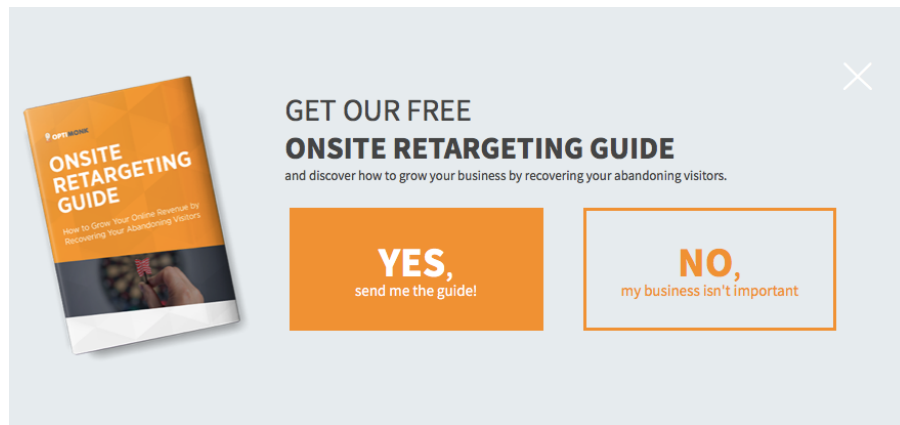 OPTIMONK
ONSITE
RETARGETING
GUIDE
How to Grow Your Online Revenue by
Recovering Your Abandoning Visitors
GET OUR FREE
ONSITE RETARGETING GUIDE
and discover how to grow your business by recovering your abandoning visitors.
YES,
send me the guide!
NO,
my business isn't important